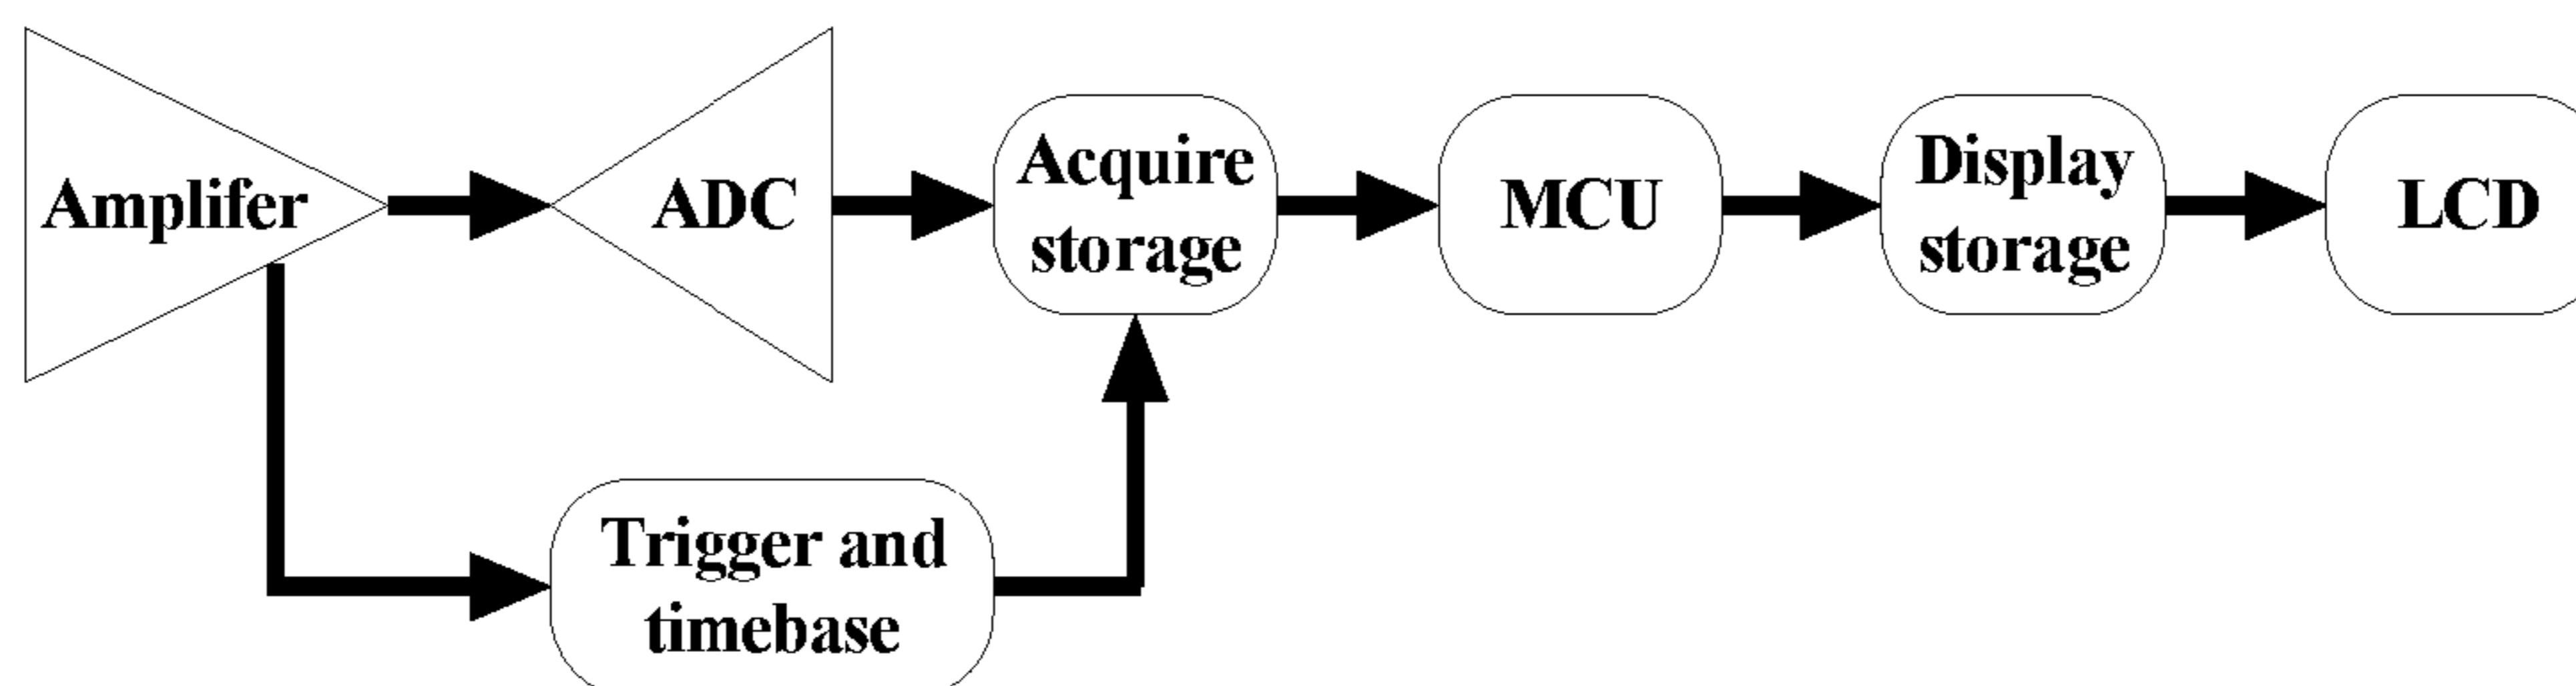 Amplifer
ADC
Acquire
storage
MCU
Display
storage
LCD
Trigger and
timebase